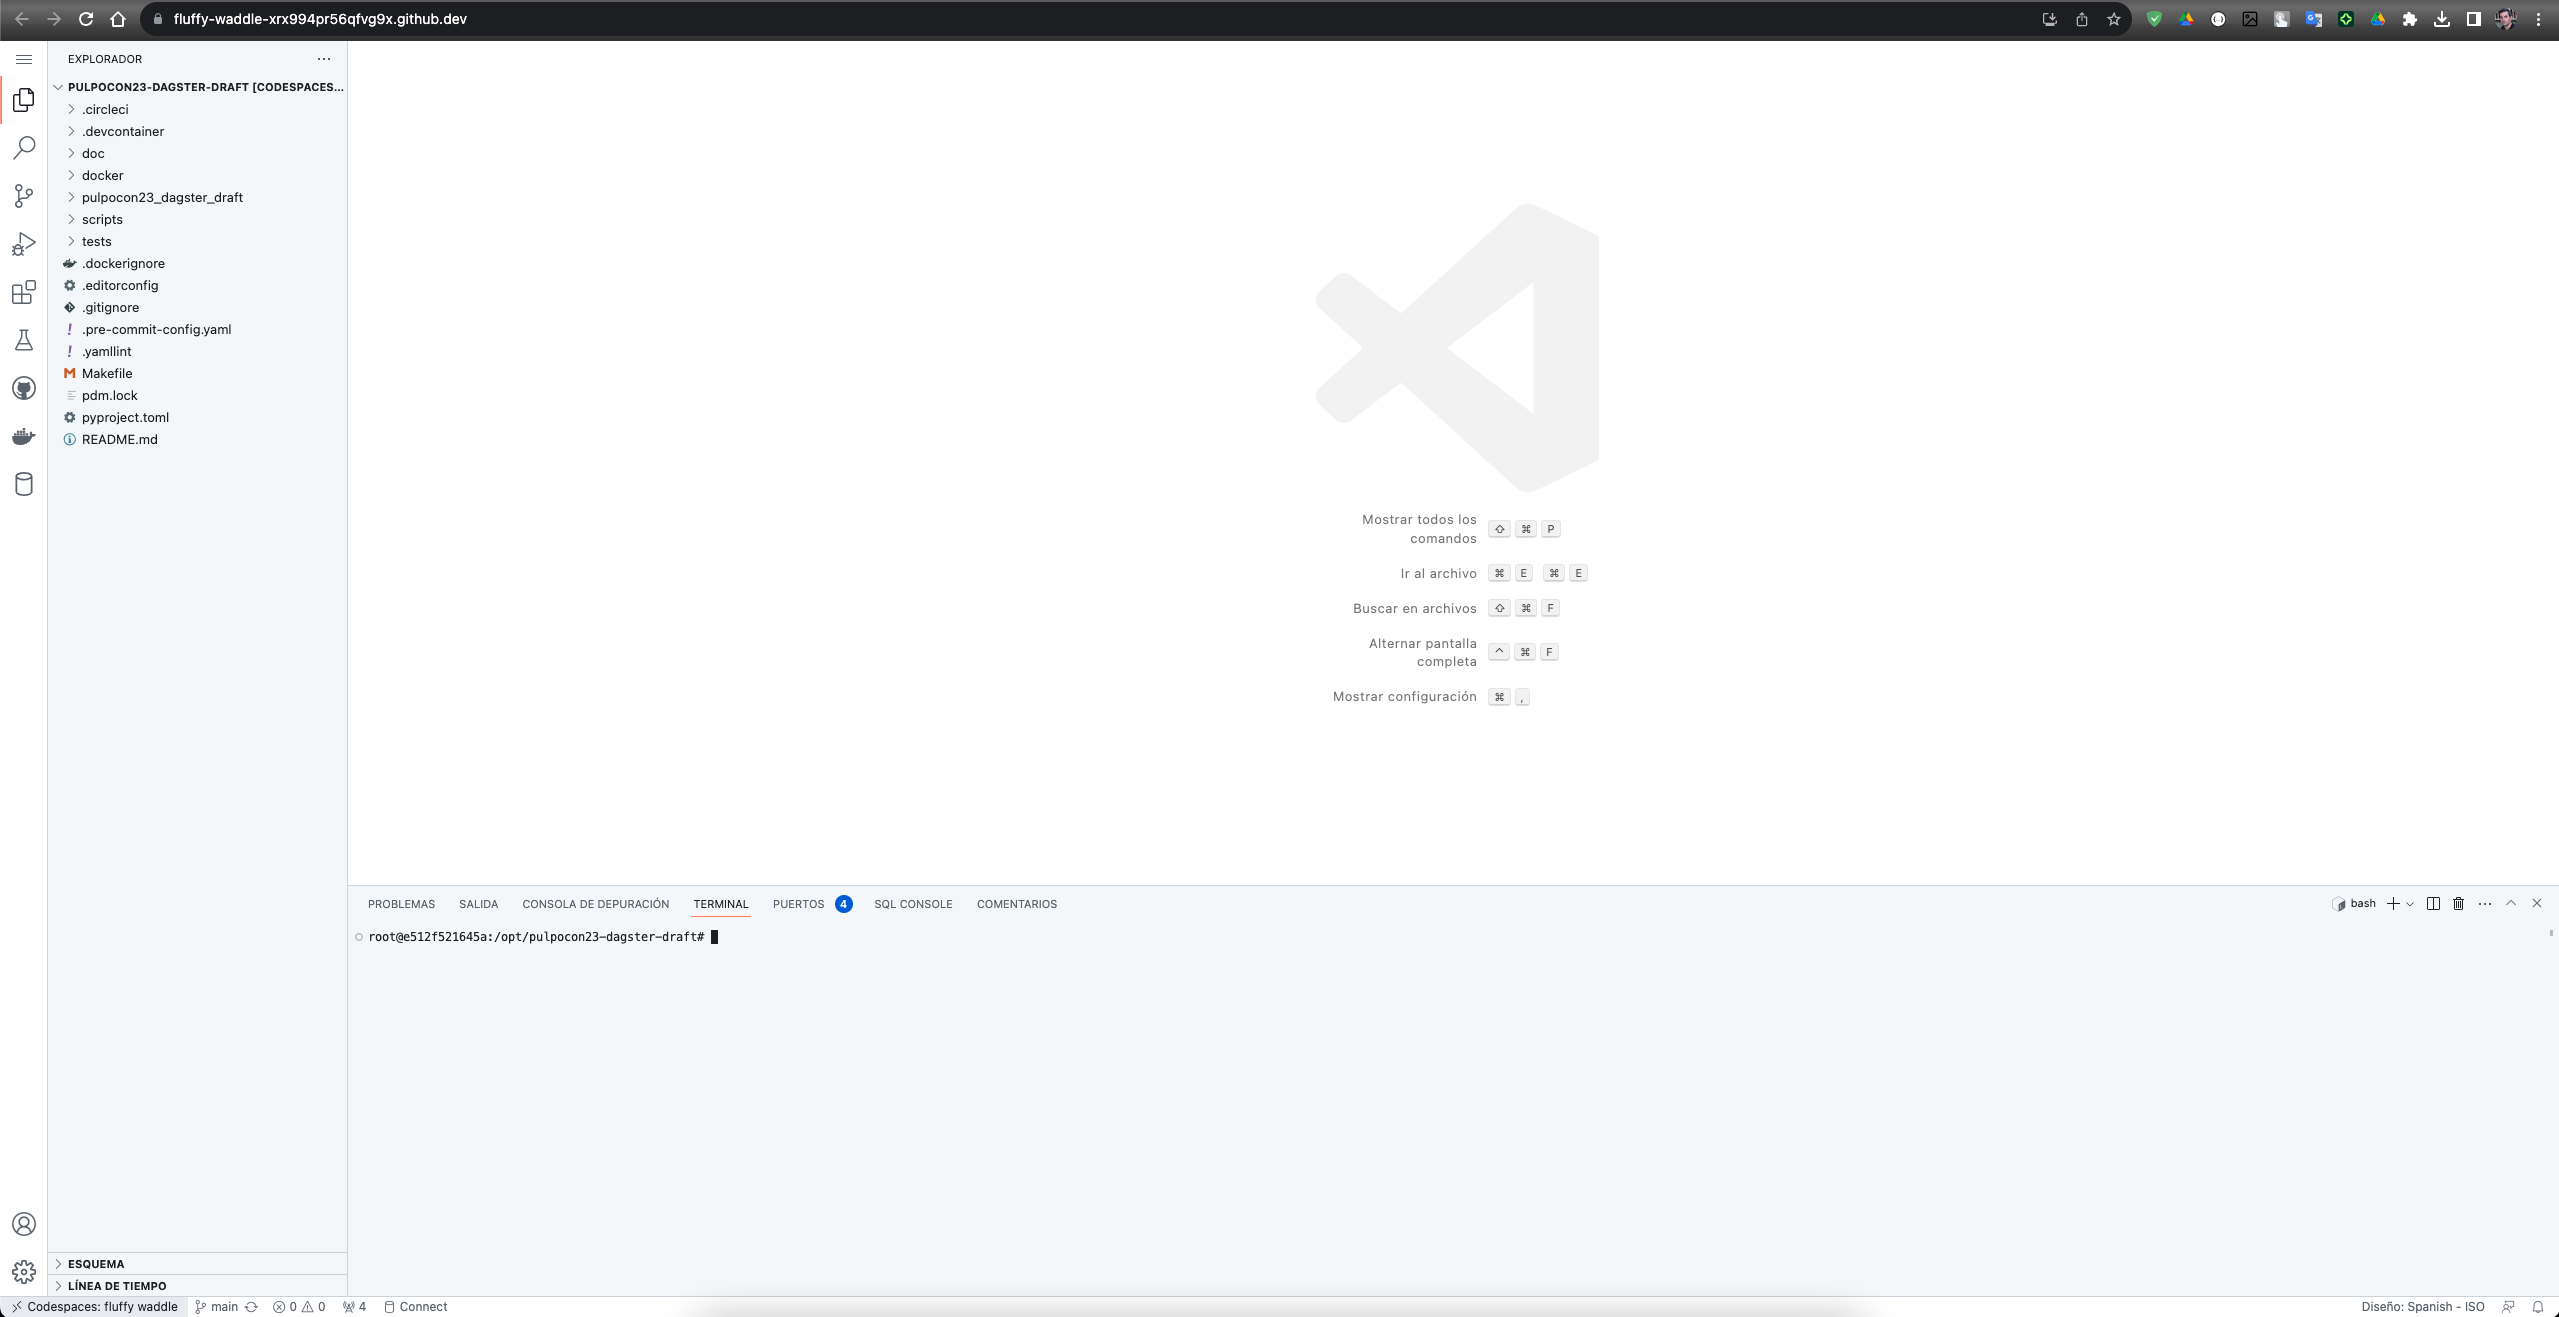 fluffy-waddle-xrx994pr56qfvg9x.github.dev
EXPLORADOR
PULPOCON23-DAGSTER-DRAFT [CODESPACES...
.circleci
.devcontainer
doc
docker
pulpocon23_dagster_draft
scripts
tests
.dockerignore
.editorconfig
.gitignore
.pre-commit-config.yaml
.yamllint
Makefile
pdm.lock
pyproject.toml
README.md
Mostrar todos los
comandos
⇧ ⌘ P
Ir al archivo ⌘ E ⌘ E
Buscar en archivos ⇧ ⌘ F
Alternar pantalla
completa
^ ⌘ F
Mostrar configuración ⌘ ,
PROBLEMAS SALIDA CONSOLA DE DEPURACIÓN TERMINAL PUERTOS 4 SQL CONSOLE COMENTARIOS
bash
root@e512f521645a:/opt/pulpocon23-dagster-draft#
ESQUEMA
LÍNEA DE TIEMPO
Codespaces: fluffy waddle main 0 0 4 Connect
Diseño: Spanish - ISO